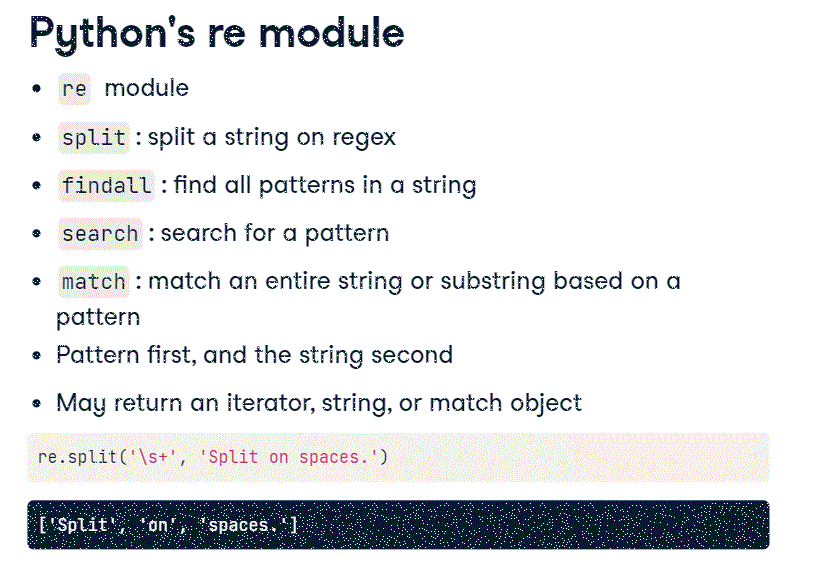 Python's re module
• re module
• split : split a string on regex
• findall : find all patterns in a string
• search : search for a pattern
• match : match an entire string or substring based on a
pattern
• Pattern first, and the string second
• May return an iterator, string, or match object
re.split('\s+', 'Split on spaces.')
['Split', 'on', 'spaces.']